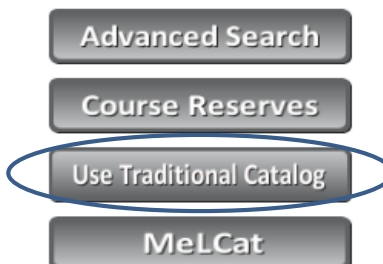 Advanced Search
Course Reserves
Use Traditional Catalog
MeLCat